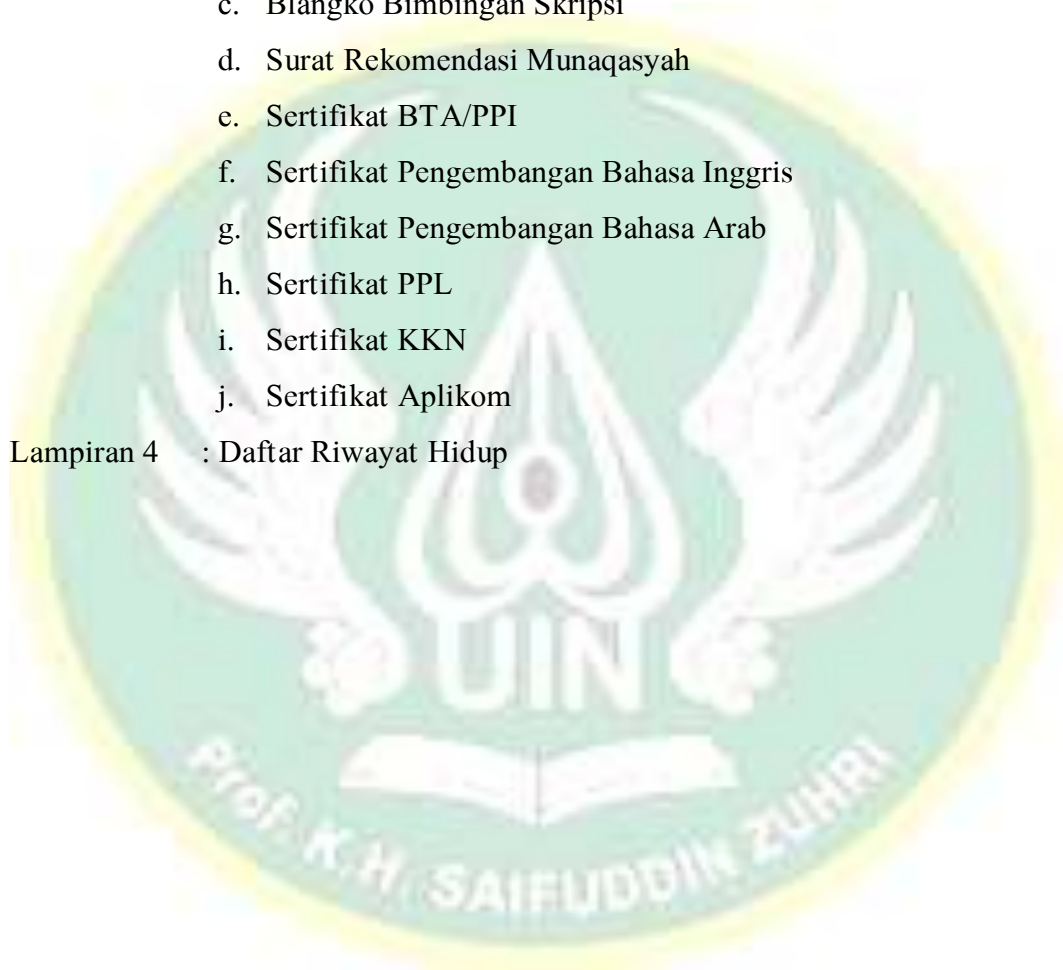 c. Blangko Bimbingan Skripsi
d. Surat Rekomendasi Munaqasyah
e. Sertifikat BTA/PPI
f. Sertifikat Pengembangan Bahasa Inggris
g. Sertifikat Pengembangan Bahasa Arab
h. Sertifikat PPL
i. Sertifikat KKN
j. Sertifikat Aplikom
Lampiran 4 : Daftar Riwayat Hidup
UIN
Prof. K.H. SAIFUDDIN ZUHRI